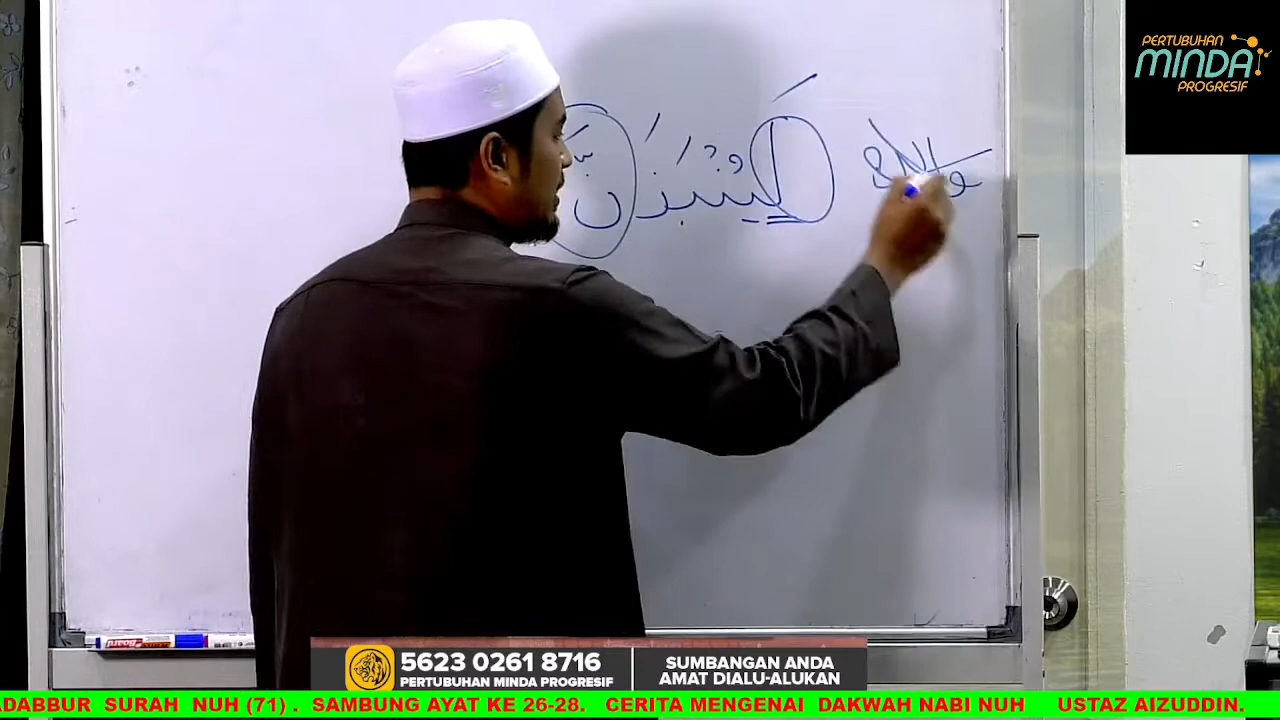 PERTUBUHAN
MINDA
PROGRESIF
والله لَيُنْبَذَنَّ
5623 0261 8716
PERTUBUHAN MINDA PROGRESIF
SUMBANGAN ANDA
AMAT DIALU-ALUKAN
ADABBUR SURAH NUH (71) . SAMBUNG AYAT KE 26-28. CERITA MENGENAI DAKWAH NABI NUH USTAZ AIZUDDIN.